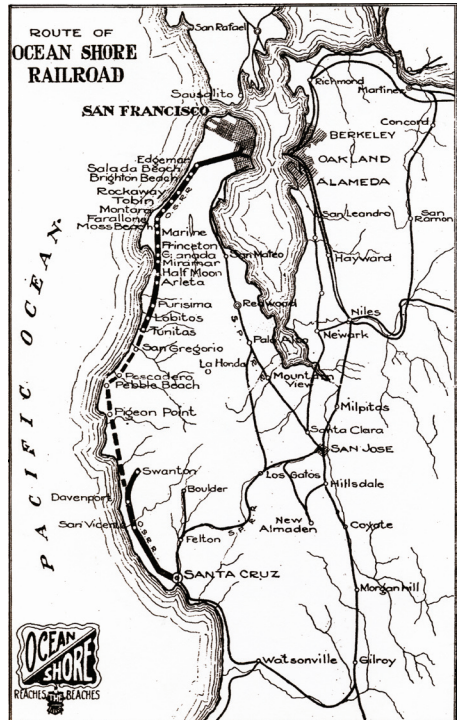 ROUTE OF
OCEAN SHORE
RAILROAD
San Rafael
Richmond
Martinez
Sausalito
Concord
SAN FRANCISCO
BERKELEY
OAKLAND
ALAMEDA
Edgemar
Salada Beach
Brighton Beach
Rockaway
Tobin
Montara
Farallone
Moss Beach
O S R R
Marine
Princeton
Granada
Miramar
Half Moon
Arleta
San Leandro
San Ramon
San Mateo
Hayward
PACIFIC OCEAN.
Purisima
Lobitos
Tunitas
Redwood
Niles
Newark
San Gregorio
Palo Alto
La Honda
Pescadero
Pebble Beach
Mountain View
Pigeon Point
Milpitas
Santa Clara
SAN JOSE
Swanton
Boulder
Los Gatos
Hillsdale
Davenport
San Vicente
O S R R
New Almaden
Coyote
Felton
SANTA CRUZ
Morganhill
Watsonville
Gilroy
OCEAN
SHORE
REACHES THE BEACHES